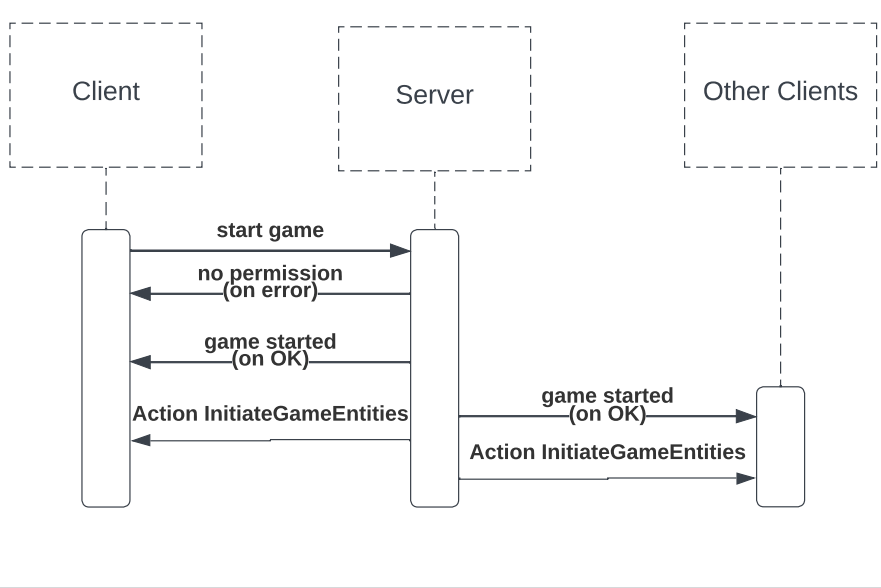 Client
Server
Other Clients
start game
no permission
(on error)
game started
(on OK)
game started
(on OK)
Action InitiateGameEntities
Action InitiateGameEntities